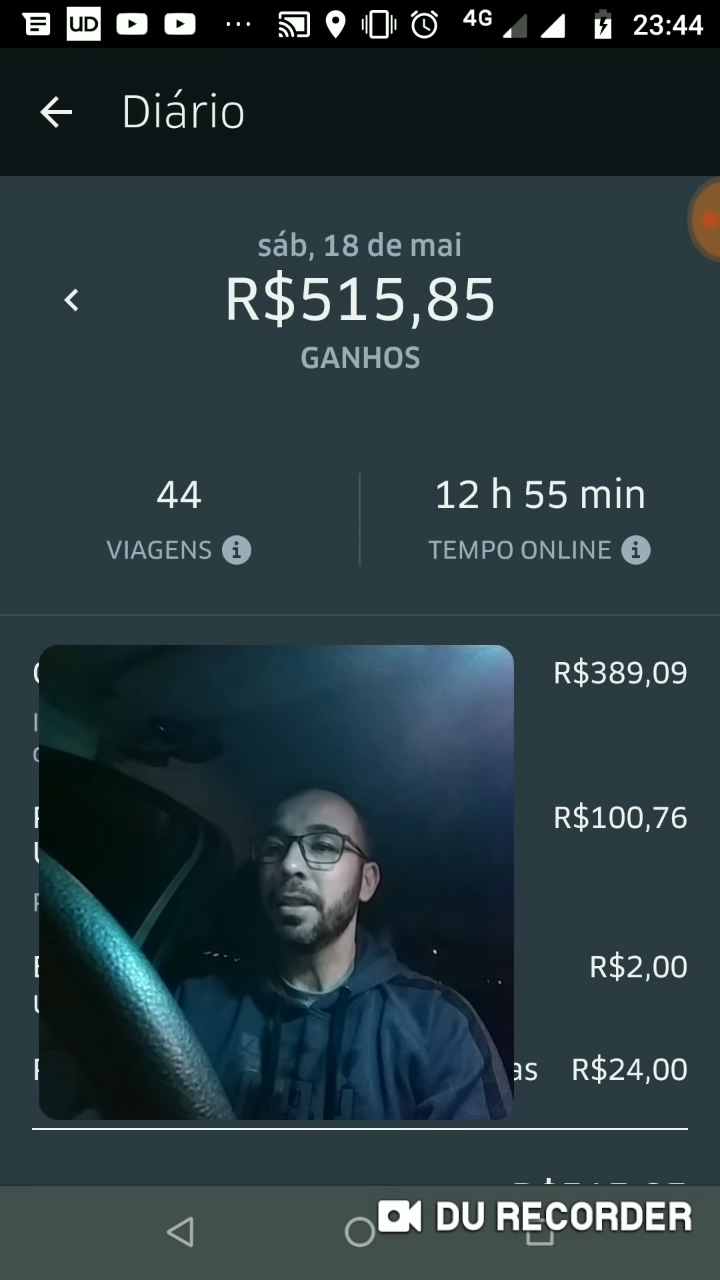 UD 4G 23:44
Diário
sáb, 18 de mai
R$515,85
GANHOS
44
12 h 55 min
VIAGENS
TEMPO ONLINE
R$389,09
R$100,76
R$2,00
as R$24,00
DU RECORDER